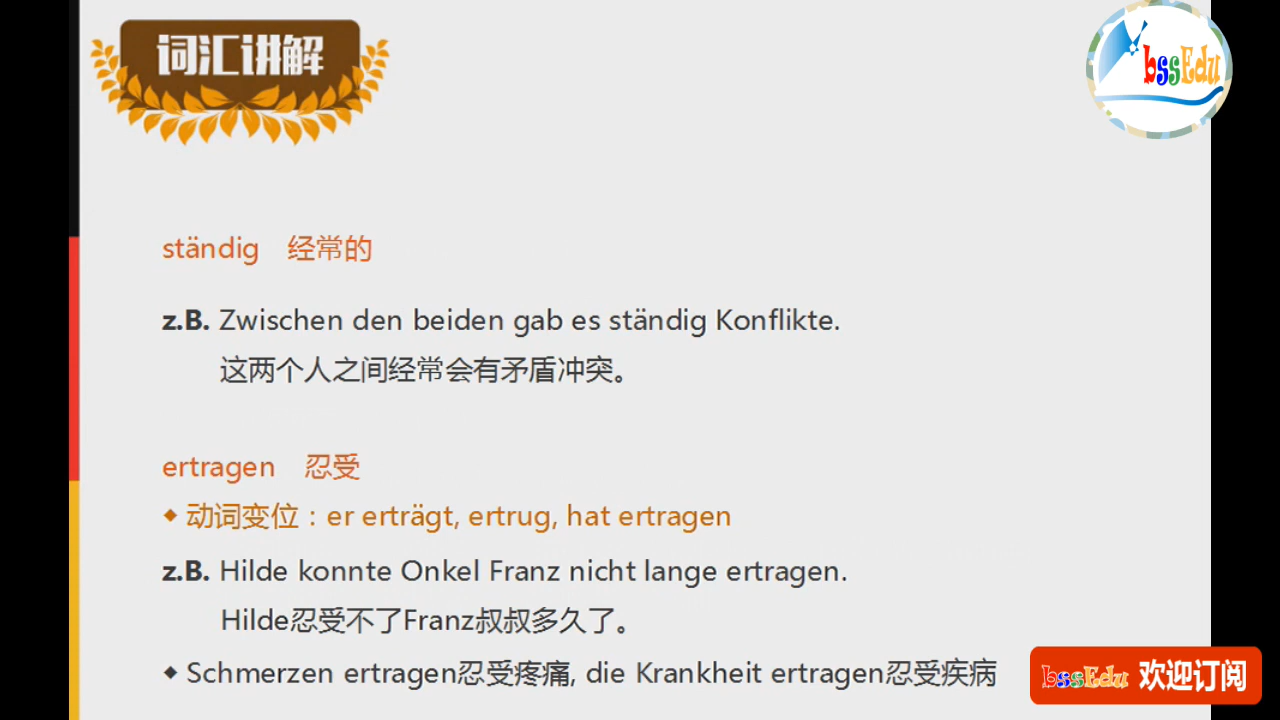 词汇讲解
bssEdu
ständig 经常的
z.B. Zwischen den beiden gab es ständig Konflikte.
这两个人之间经常会有矛盾冲突。
ertragen 忍受
◆ 动词变位：er erträgt, ertrug, hat ertragen
z.B. Hilde konnte Onkel Franz nicht lange ertragen.
Hilde忍受不了Franz叔叔多久了。
◆ Schmerzen ertragen忍受疼痛, die Krankheit ertragen忍受疾病
bssEdu 欢迎订阅